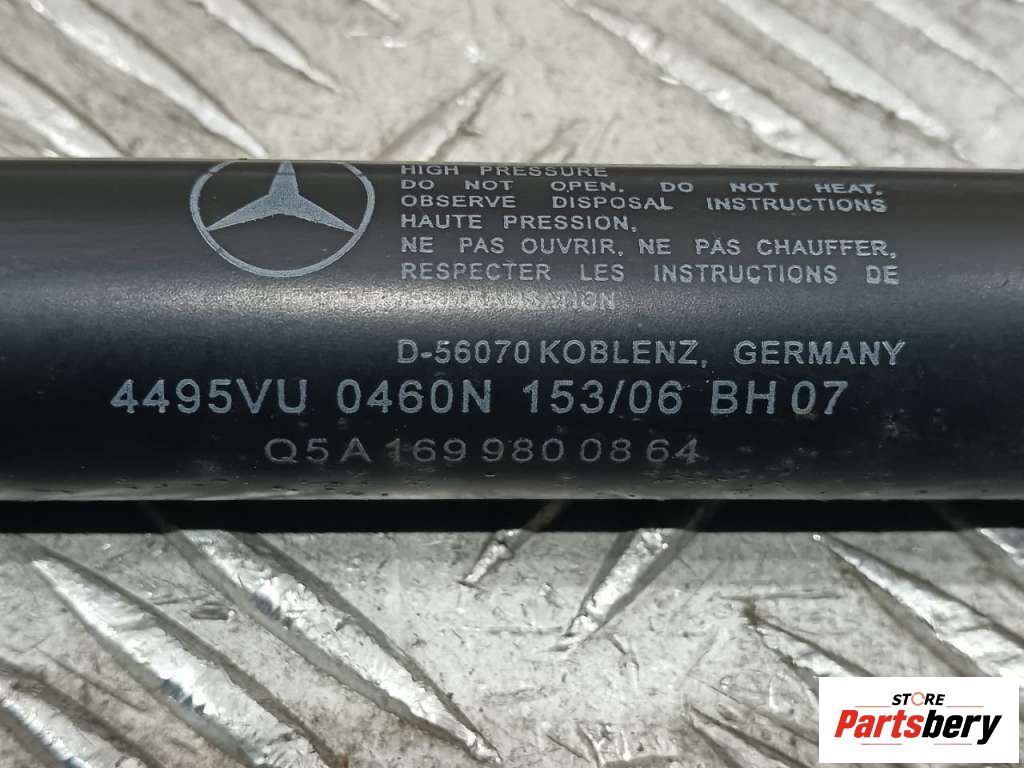 HIGH PRESSURE
DO NOT OPEN. DO NOT HEAT.
OBSERVE DISPOSAL INSTRUCTIONS
HAUTE PRESSION,
NE PAS OUVRIR, NE PAS CHAUFFER,
RESPECTER LES INSTRUCTIONS DE
D-56070 KOBLENZ, GERMANY
4495VU 0460N 153/06 BH 07
Q5 A 169 980 08 64
STORE
Partsbery